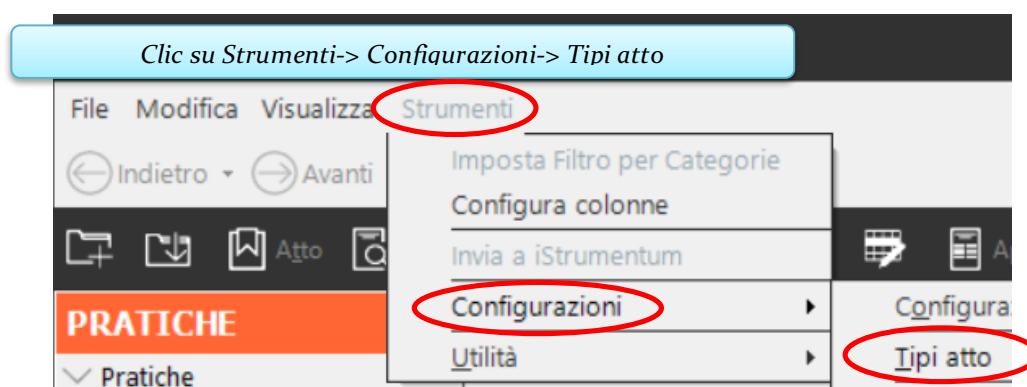 Clic su Strumenti-> Configurazioni-> Tipi atto
File Modifica Visualizza Strumenti
Indietro Avanti
Imposta Filtro per Categorie
Configura colonne
Atto
Invia a iStrumentum
PRATICHE
Configurazioni
Utilità
Tipi atto
Pratiche